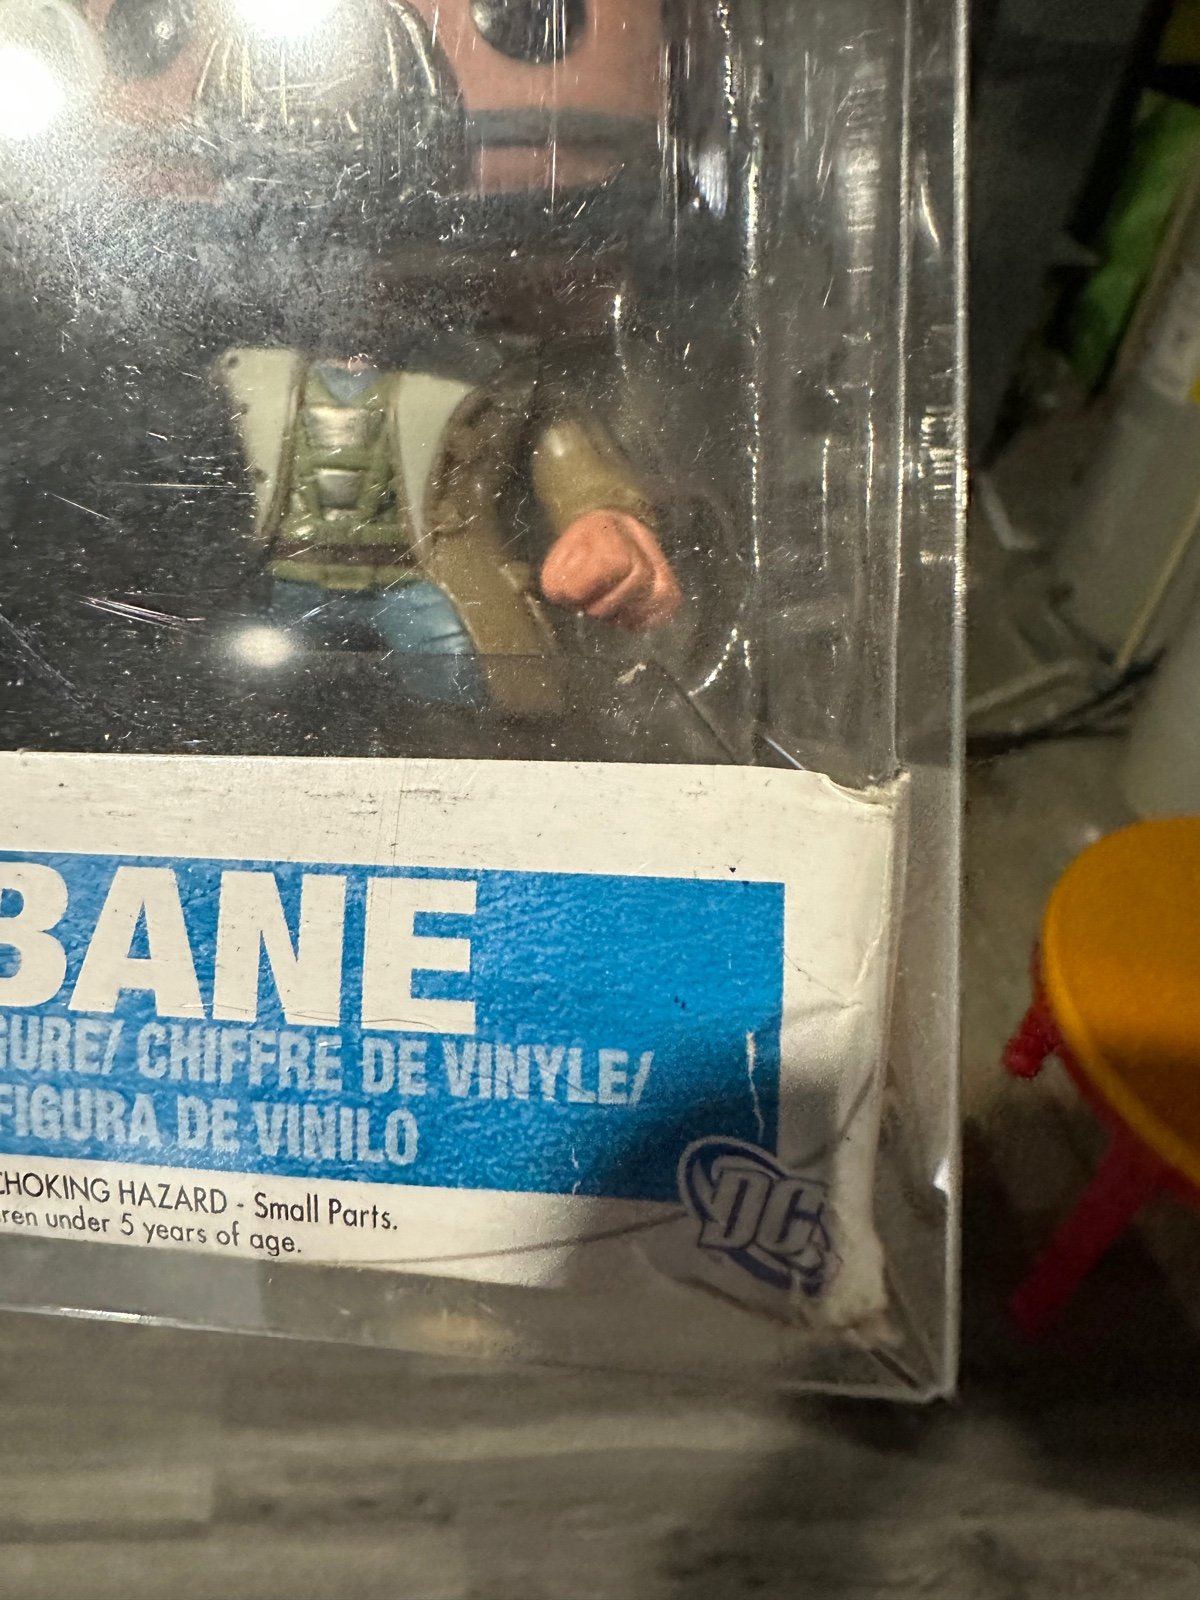 BANE
GURE/ CHIFFRE DE VINYLE/
FIGURA DE VINILO
CHOKING HAZARD - Small Parts.
ren under 5 years of age.
DC